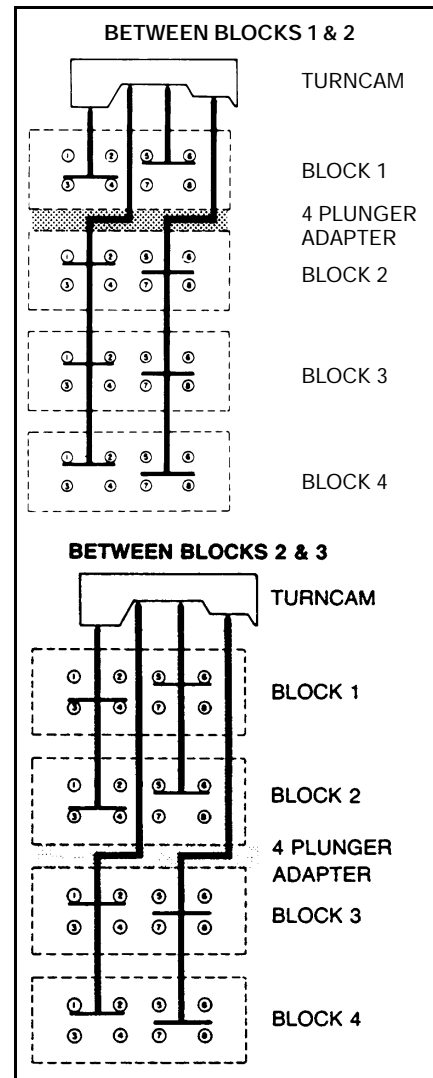 BETWEEN BLOCKS 1 & 2
TURNCAM
1 2 5 6
BLOCK 1
3 4 7 8
4 PLUNGER
ADAPTER
1 2 5 6
BLOCK 2
3 4 7 8
1 2 5 6
BLOCK 3
3 4 7 8
1 2 5 6
BLOCK 4
3 4 7 8
BETWEEN BLOCKS 2 & 3
TURNCAM
1 2 5 6
BLOCK 1
3 4 7 8
1 2 5 6
BLOCK 2
3 4 7 8
4 PLUNGER
ADAPTER
1 2 5 6
BLOCK 3
3 4 7 8
1 2 5 6
BLOCK 4
3 4 7 8